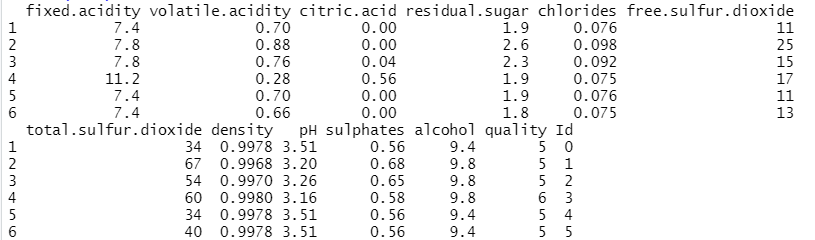 fixed.acidity volatile.acidity citric.acid residual.sugar chlorides free.sulfur.dioxide
1 7.4 0.70 0.00 1.9 0.076 11
2 7.8 0.88 0.00 2.6 0.098 25
3 7.8 0.76 0.04 2.3 0.092 15
4 11.2 0.28 0.56 1.9 0.075 17
5 7.4 0.70 0.00 1.9 0.076 11
6 7.4 0.66 0.00 1.8 0.075 13
total.sulfur.dioxide density pH sulphates alcohol quality Id
1 34 0.9978 3.51 0.56 9.4 5 0
2 67 0.9968 3.20 0.68 9.8 5 1
3 54 0.9970 3.26 0.65 9.8 5 2
4 60 0.9980 3.16 0.58 9.8 6 3
5 34 0.9978 3.51 0.56 9.4 5 4
6 40 0.9978 3.51 0.56 9.4 5 5